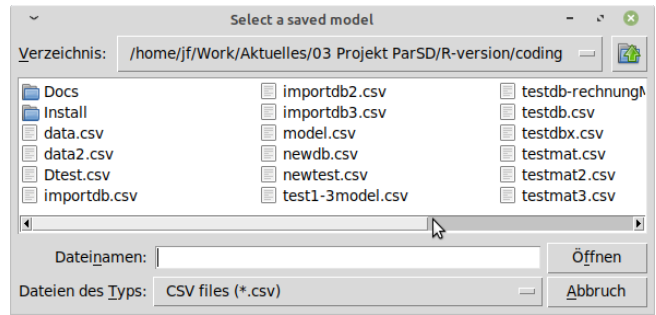 Select a saved model
Verzeichnis: /home/jf/Work/Aktuelles/03 Projekt ParSD/R-version/coding
Docs importdb2.csv testdb-rechnungM
Install importdb3.csv testdb.csv
data.csv model.csv testdbx.csv
data2.csv newdb.csv testmat.csv
Dtest.csv newtest.csv testmat2.csv
importdb.csv test1-3model.csv testmat3.csv
Dateinamen: Öffnen
Dateien des Typs: CSV files (*.csv) Abbruch